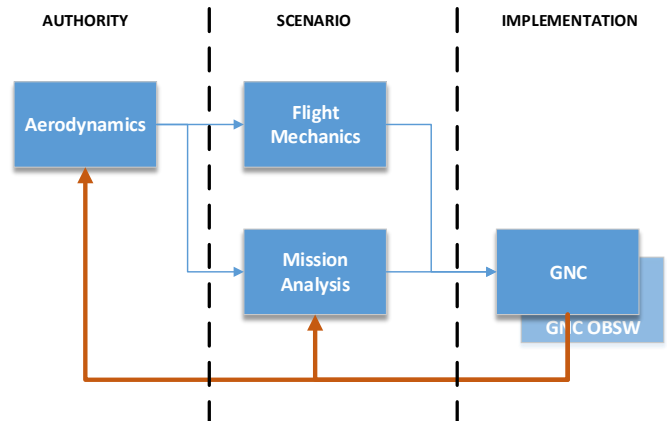 AUTHORITY
SCENARIO
IMPLEMENTATION
Aerodynamics
Flight
Mechanics
Mission
Analysis
GNC
GNC OBSW